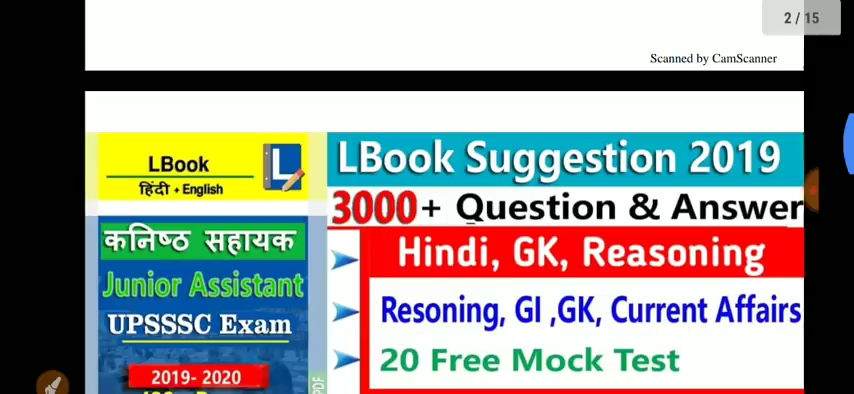 2 / 15
Scanned by CamScanner
LBook
हिंदी + English
L
कनिष्ठ सहायक
Junior Assistant
UPSSSC Exam
2019- 2020
PDF
LBook Suggestion 2019
3000+ Question & Answer
Hindi, GK, Reasoning
Resoning, GI ,GK, Current Affairs
20 Free Mock Test